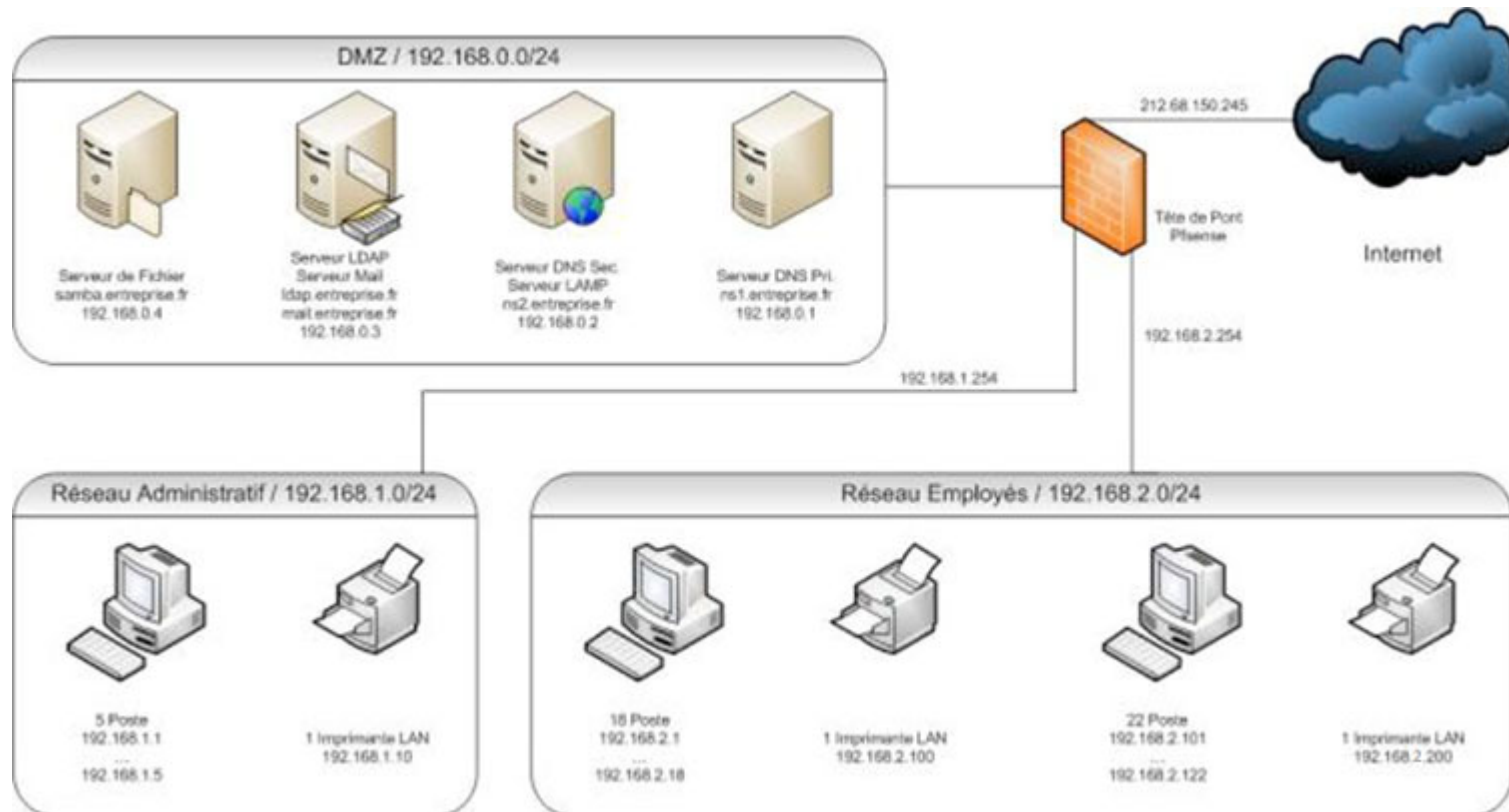 DMZ / 192.168.0.0/24
Serveur de Fichier
samba.entreprise.fr
192.168.0.4
Serveur LDAP
Serveur Mail
ldap.entreprise.fr
mail.entreprise.fr
192.168.0.3
Serveur DNS Sec.
Serveur LAMP
ns2.entreprise.fr
192.168.0.2
Serveur DNS Pri.
ns1.entreprise.fr
192.168.0.1
212.68.150.245
Tête de Pont
Pfsense
Internet
192.168.2.254
192.168.1.254
Réseau Administratif / 192.168.1.0/24
5 Poste
192.168.1.1
...
192.168.1.5
1 Imprimante LAN
192.168.1.10
Réseau Employés / 192.168.2.0/24
18 Poste
192.168.2.1
...
192.168.2.18
1 Imprimante LAN
192.168.2.100
22 Poste
192.168.2.101
...
192.168.2.122
1 Imprimante LAN
192.168.2.200